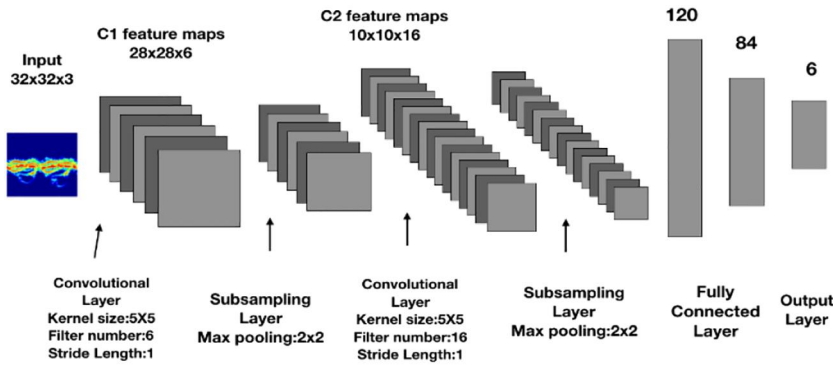 Input
32x32x3
C1 feature maps
28x28x6
C2 feature maps
10x10x16
120
84
6
Convolutional
Layer
Kernel size:5X5
Filter number:6
Stride Length:1
Subsampling
Layer
Max pooling:2x2
Convolutional
Layer
Kernel size:5X5
Filter number:16
Stride Length:1
Subsampling
Layer
Max pooling:2x2
Fully
Connected
Layer
Output
Layer